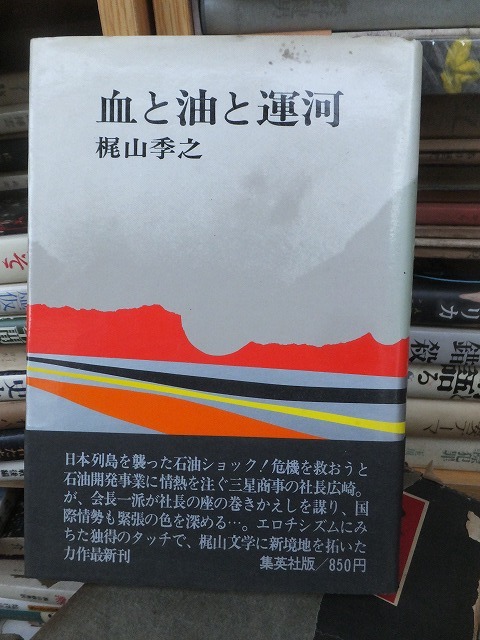 血と油と運河
梶山季之
日本列島を襲った石油ショック!危機を救おうと
石油開発事業に情熱を注ぐ三星商事の社長広崎。
が、会長一派が社長の座の巻きかえしを謀り、国
際情勢も緊張の色を深める…。エロチシズムにみ
ちた独得のタッチで、梶山文学に新境地を拓いた
力作最新刊
集英社版/850円
リカ